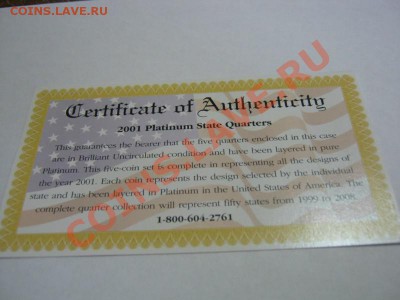 COINS.LAVE.RU
Certificate of Authenticity
2001 Platinum State Quarters
This guarantees the bearer that the five quarters enclosed in this case
are in Brilliant Uncirculated condition and have been layered in pure
Platinum. This five-coin set is complete in representing all the designs of
the year 2001. Each coin represents the design selected by the individual
state and has been layered in Platinum in the United States of America. The
complete quarter collection will represent fifty states from 1999 to 2008.
1-800-604-2761
COINS.LAVE.RU